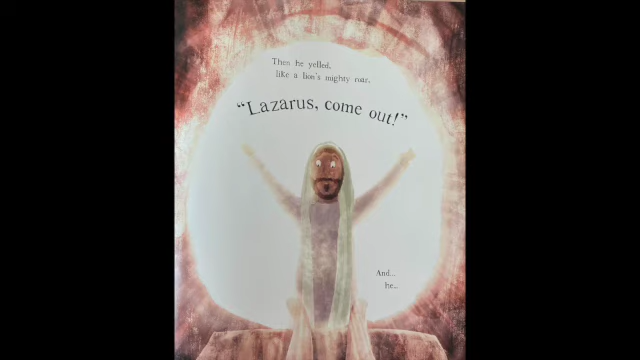 Then he yelled,
like a lion's mighty roar.
“Lazarus, come out!”
And...
he...